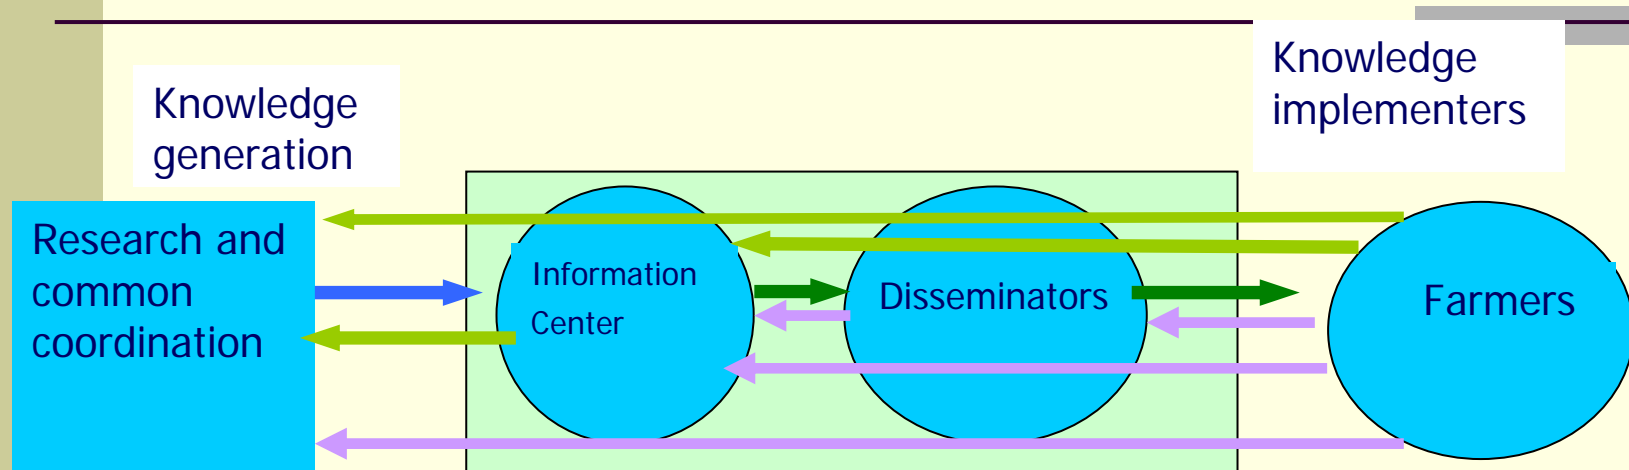 Knowledge
generation
Knowledge
implementers
Research and
common
coordination
Information
Center
Disseminators
Farmers